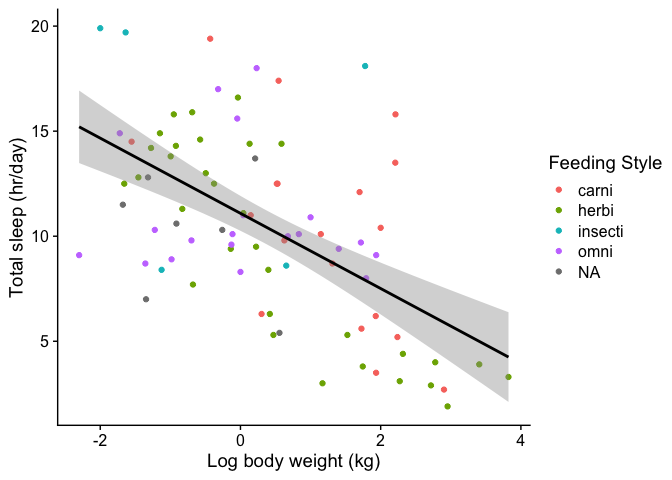 20
15
10
5
Total sleep (hr/day)
-2
0
2
4
Log body weight (kg)
Feeding Style
carni
herbi
insecti
omni
NA